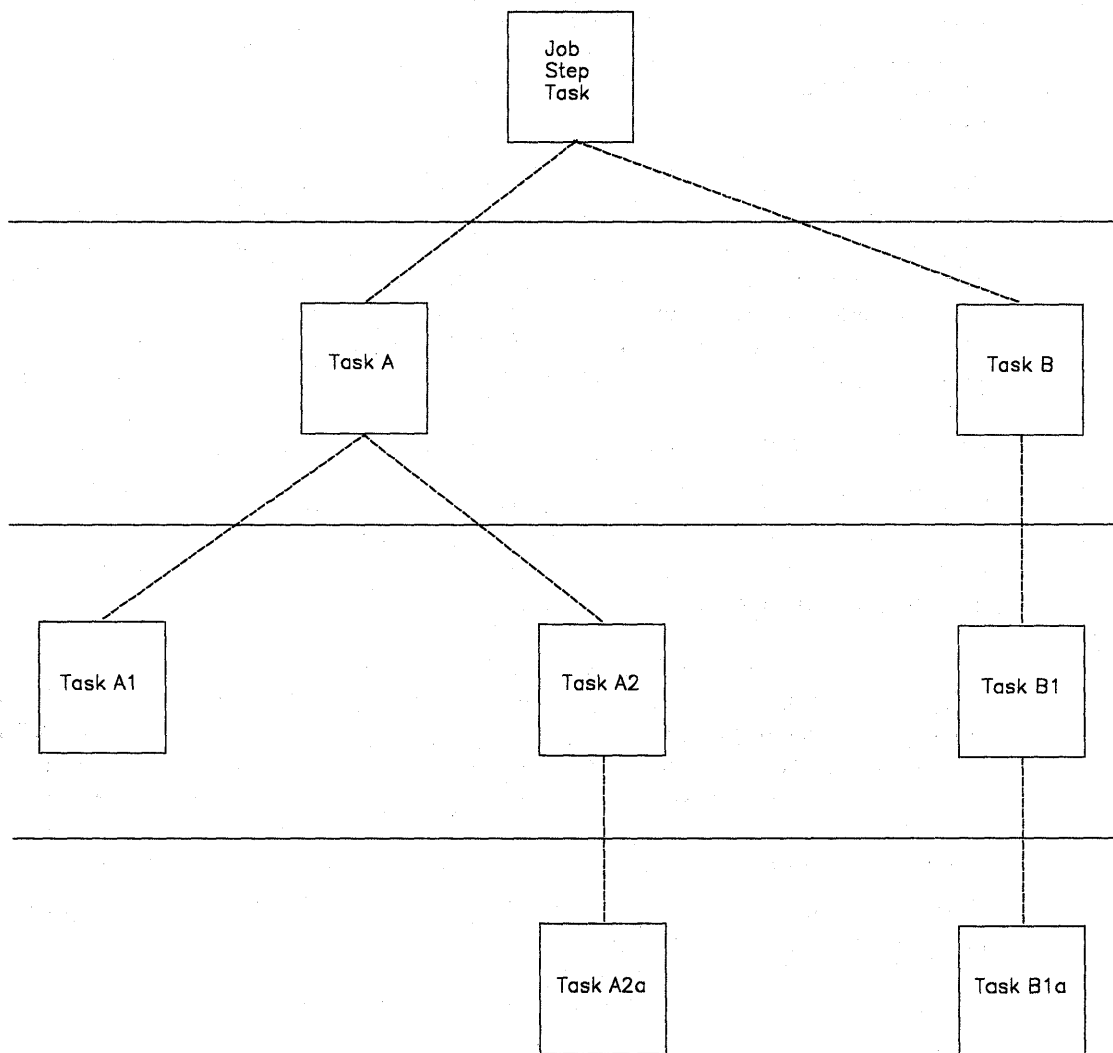 Job
Step
Task
Task A
Task B
Task A1
Task A2
Task B1
Task A2a
Task B1a